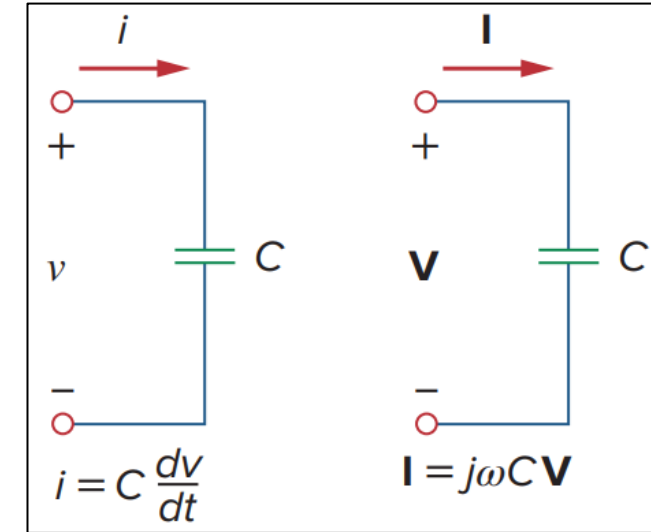 i I
+ +
v C V C
− −
i = C dv/dt I = jωCV